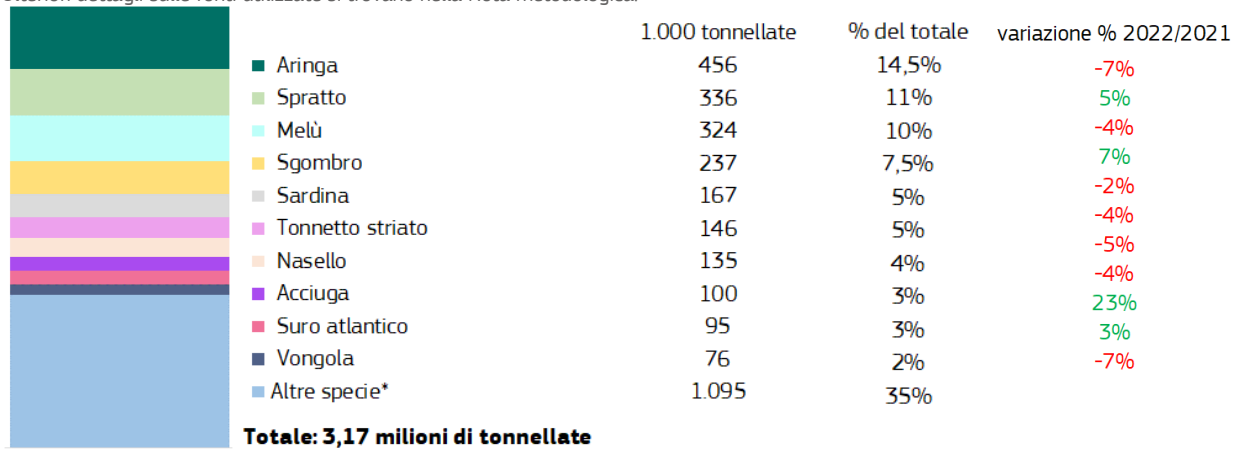 1.000 tonnellate % del totale variazione % 2022/2021
Aringa 456 14,5% -7%
Spratto 336 11% 5%
Melù 324 10% -4%
Sgombro 237 7,5% 7%
Sardina 167 5% -2%
Tonnetto striato 146 5% -4%
Nasello 135 4% -5%
Acciuga 100 3% -4%
Suro atlantico 95 3% 23%
Vongola 76 2% 3%
Altre specie* 1.095 35% -7%
Totale: 3,17 milioni di tonnellate